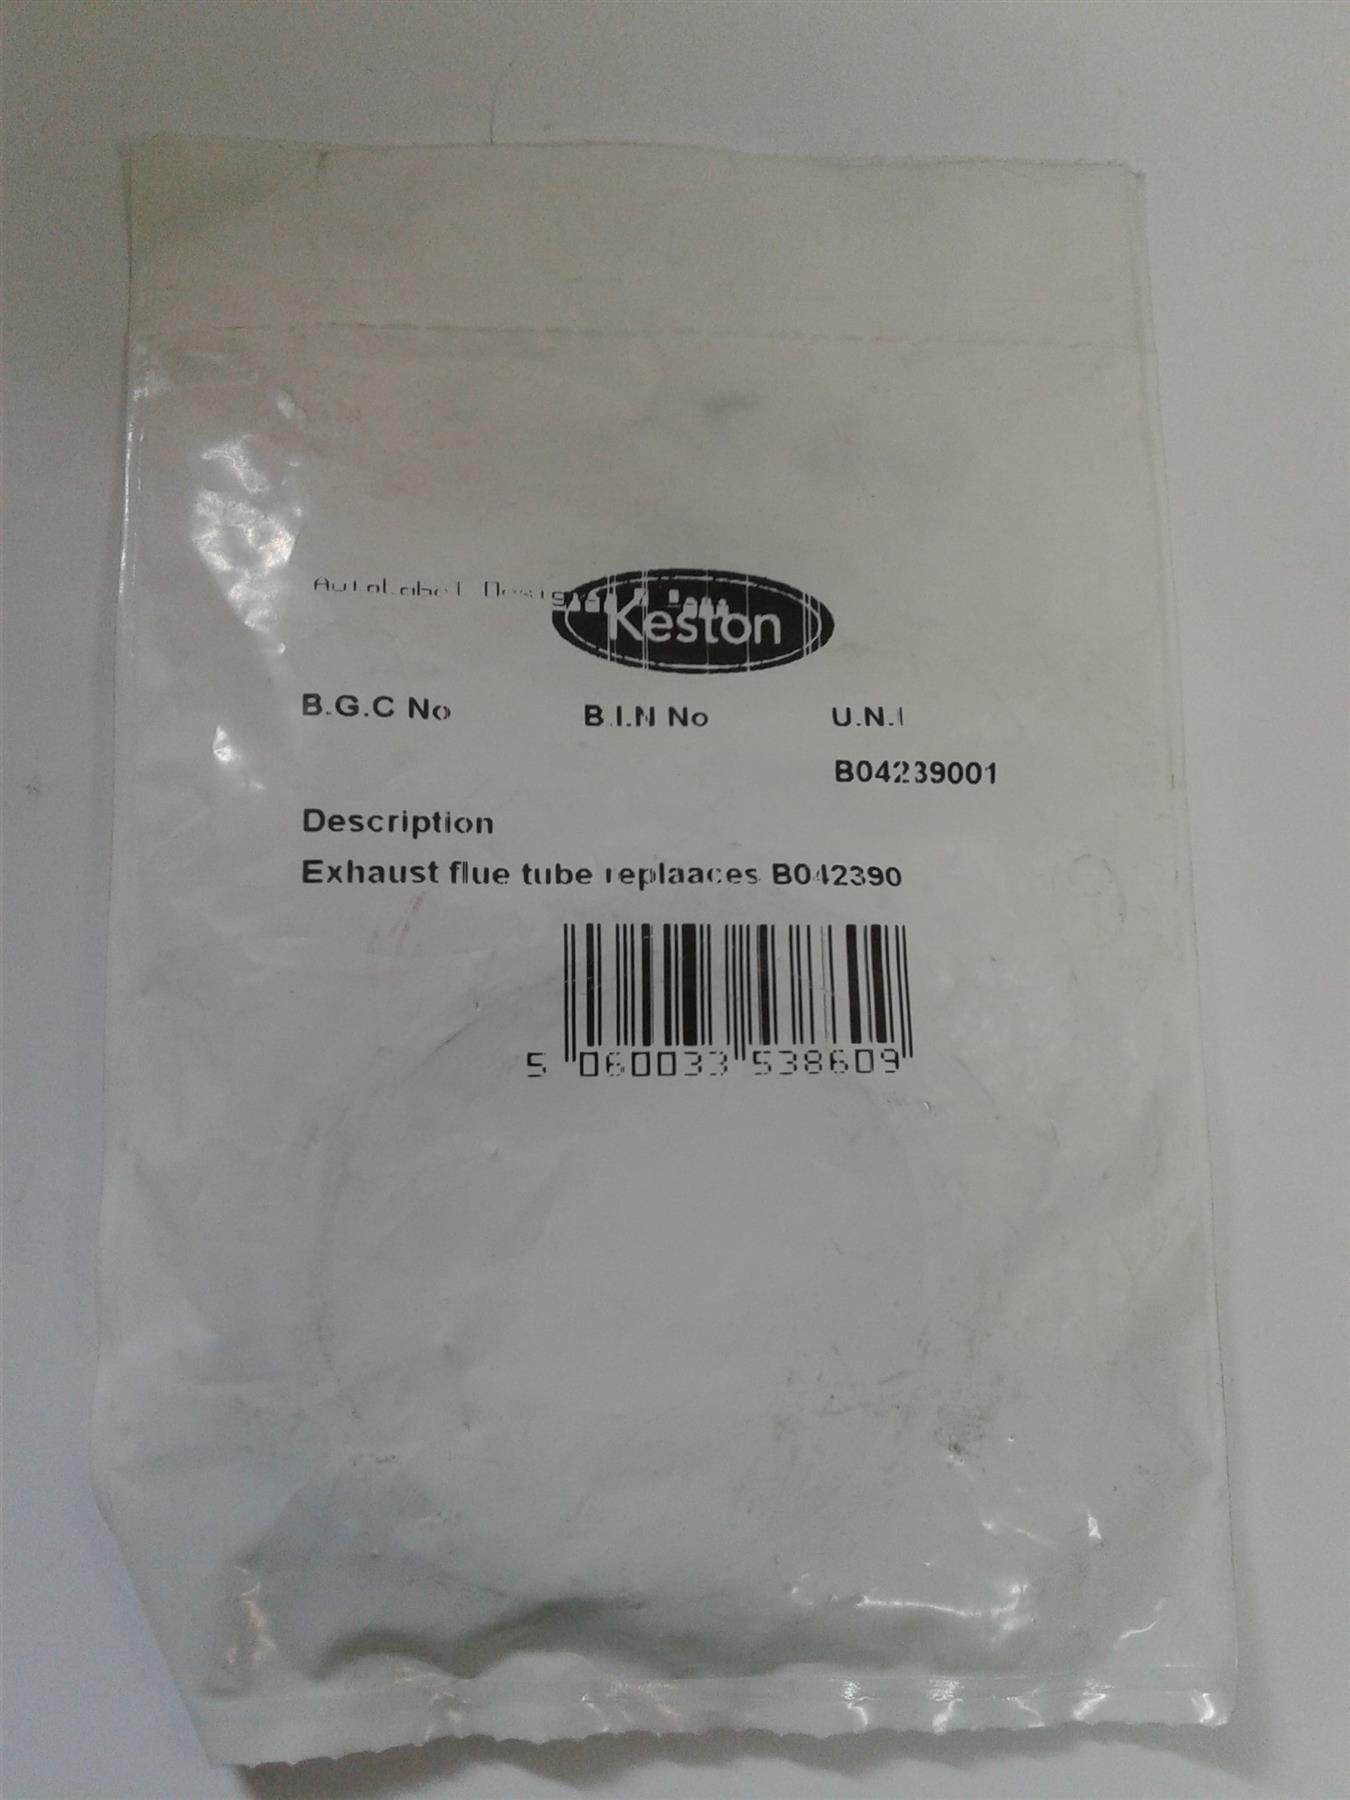 AutoLabel Design
Keston
B.G.C No B.I.N No U.N.I
B04239001
Description
Exhaust flue tube replaaces B042390
5 060033 538609